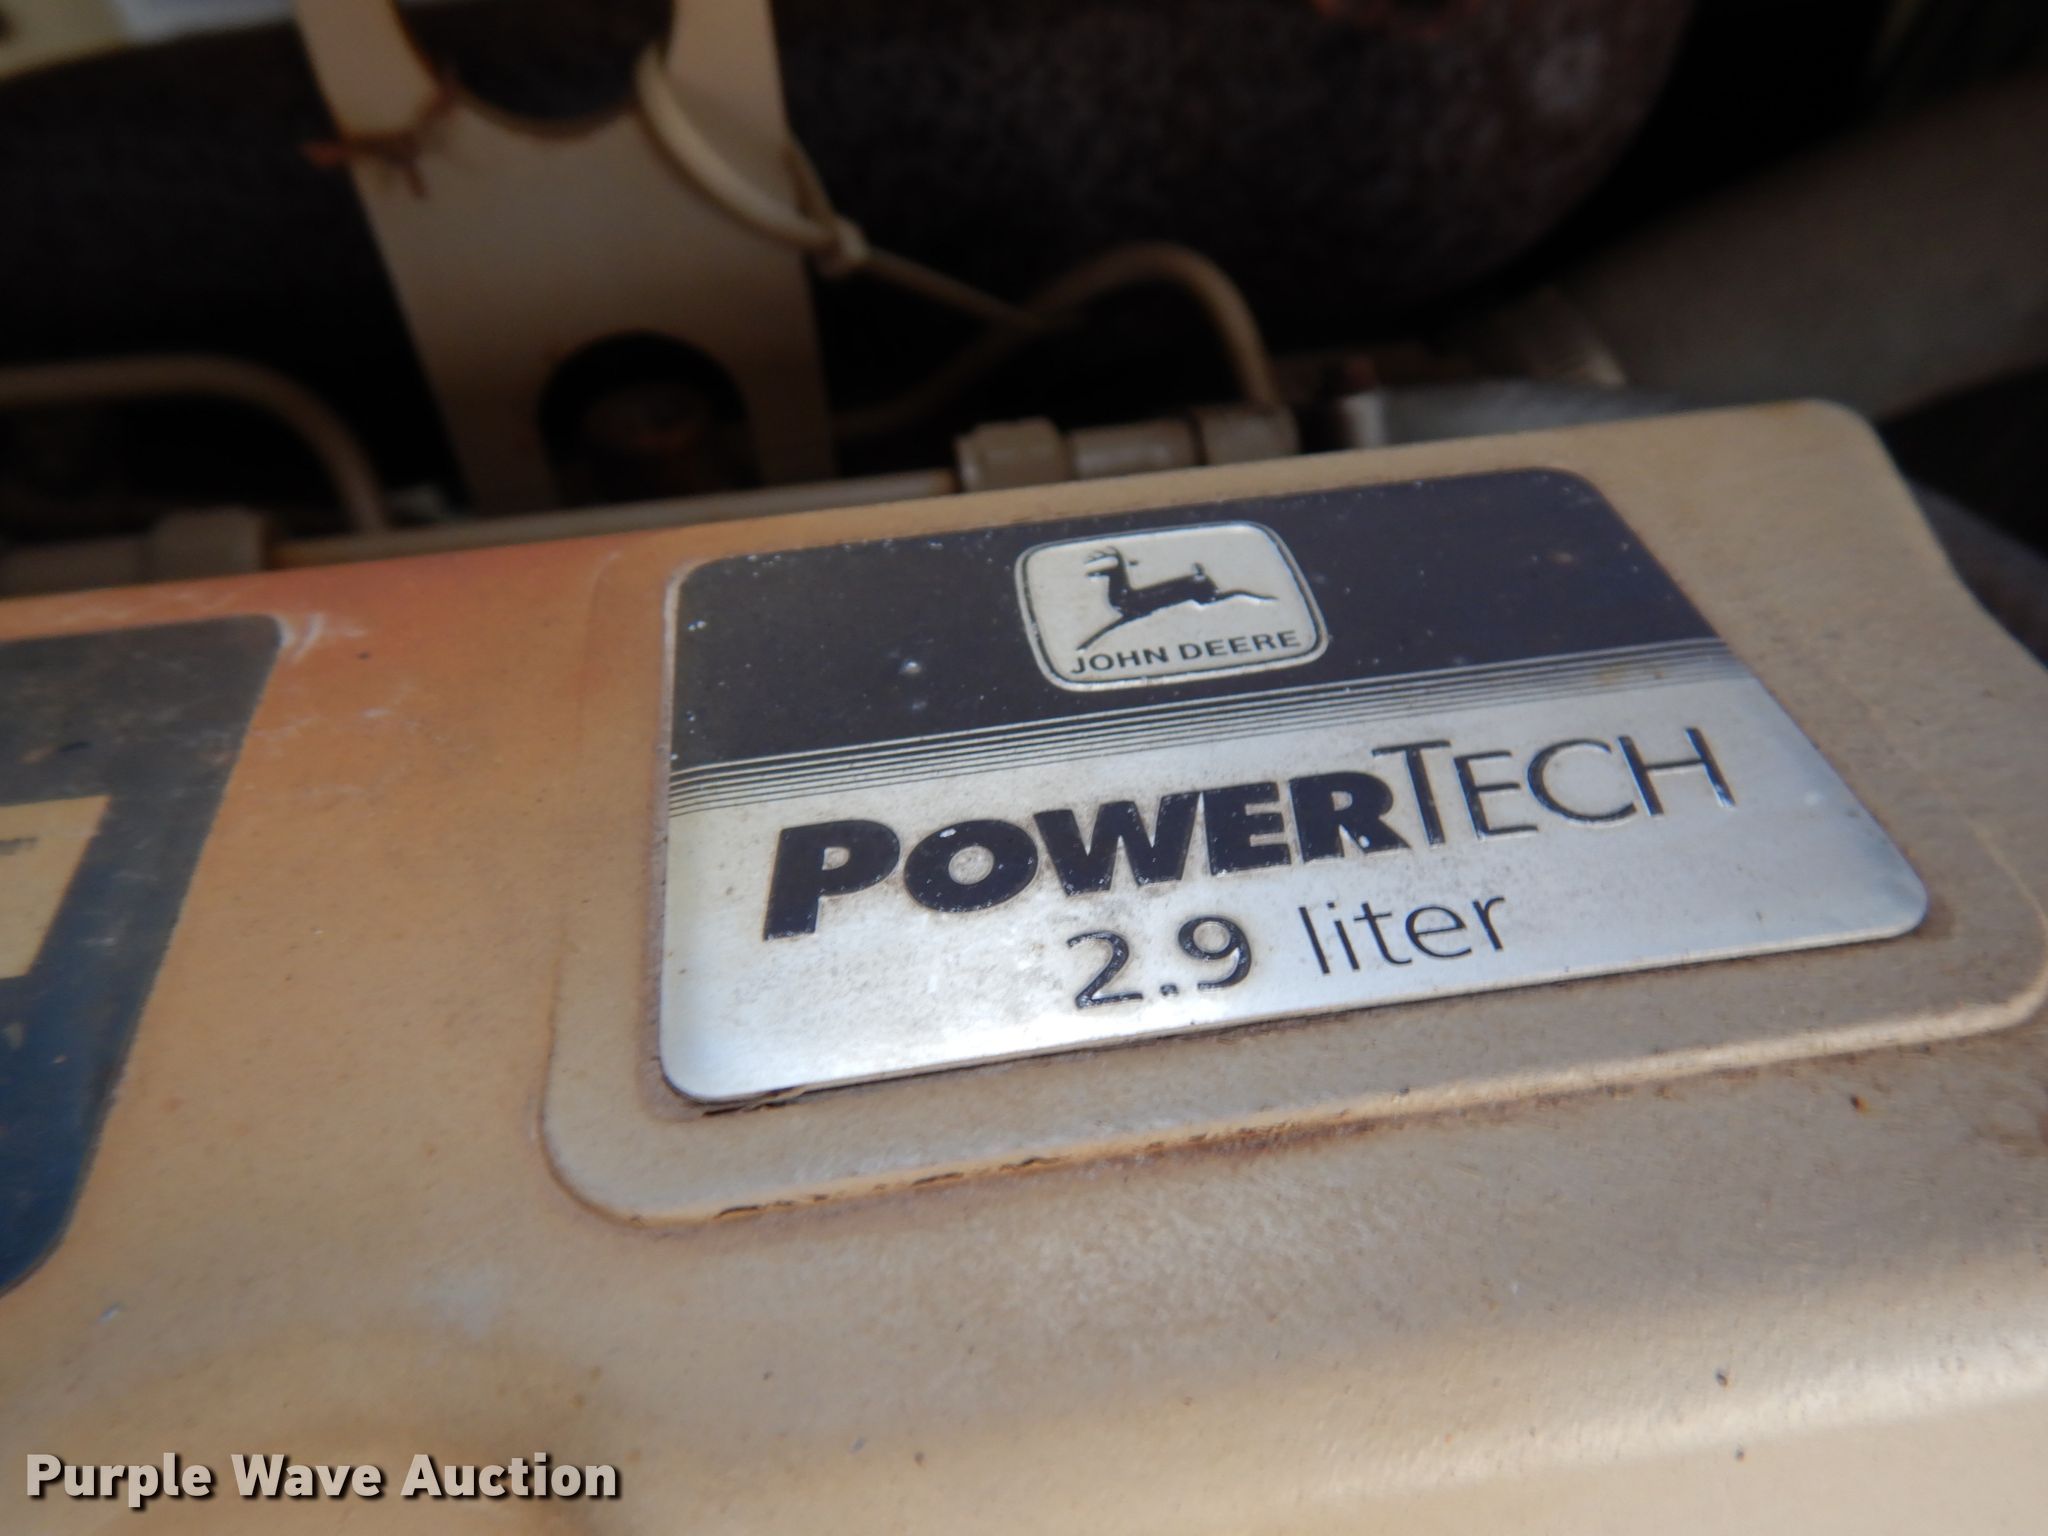 JOHN DEERE
POWERTECH
2.9 liter
Purple Wave Auction